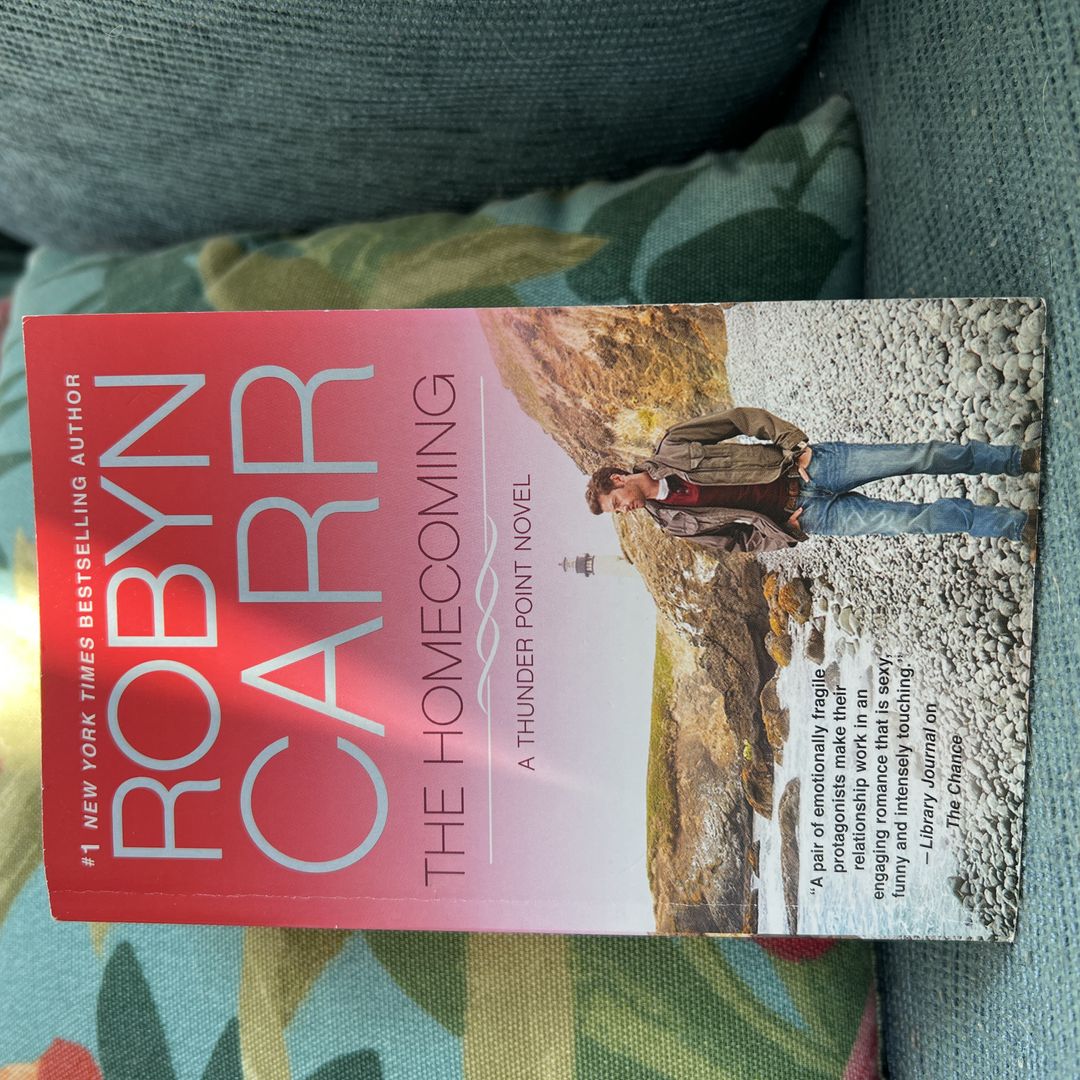 #1 NEW YORK TIMES BESTSELLING AUTHOR
ROBYN
CARR
THE HOMECOMING
A THUNDER POINT NOVEL
"A pair of emotionally fragile
protagonists make their
relationship work in an
engaging romance that is sexy,
funny and intensely touching."
– Library Journal on
The Chance